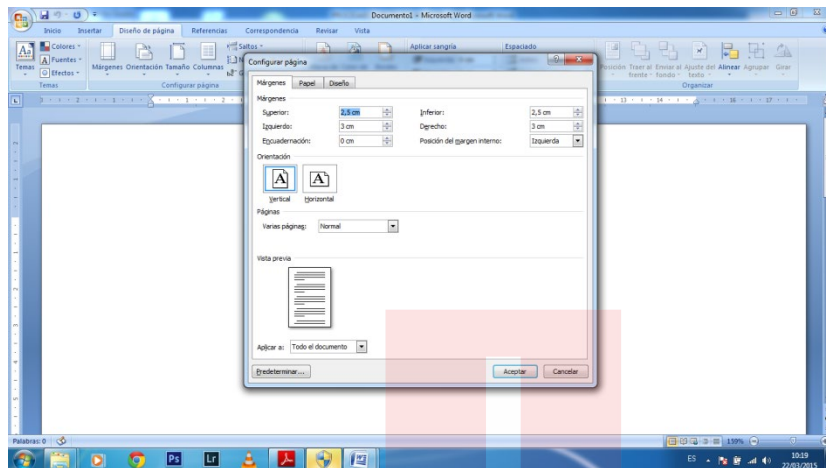 Documento1 - Microsoft Word
Inicio Insertar Diseño de página Referencias Correspondencia Revisar Vista
Colores
Fuentes
Efectos
Temas
Márgenes Orientación Tamaño Columnas
Saltos
Aplicar sangría Espaciado
Traer al frente
Enviar al fondo
Ajuste del texto
Alinear Agrupar Girar
Temas Configurar página Organizar
Configurar página
Márgenes Papel Diseño
Márgenes
Superior: 2,5 cm Inferior: 2,5 cm
Izquierdo: 3 cm Derecho: 3 cm
Encuadernación: 0 cm Posición del margen interno: Izquierda
Orientación
Vertical Horizontal
Páginas
Varias páginas: Normal
Vista previa
Aplicar a: Todo el documento
Predeterminar... Aceptar Cancelar
Palabras: 0 139%
Ps Lr
ES 10:19
22/03/2015